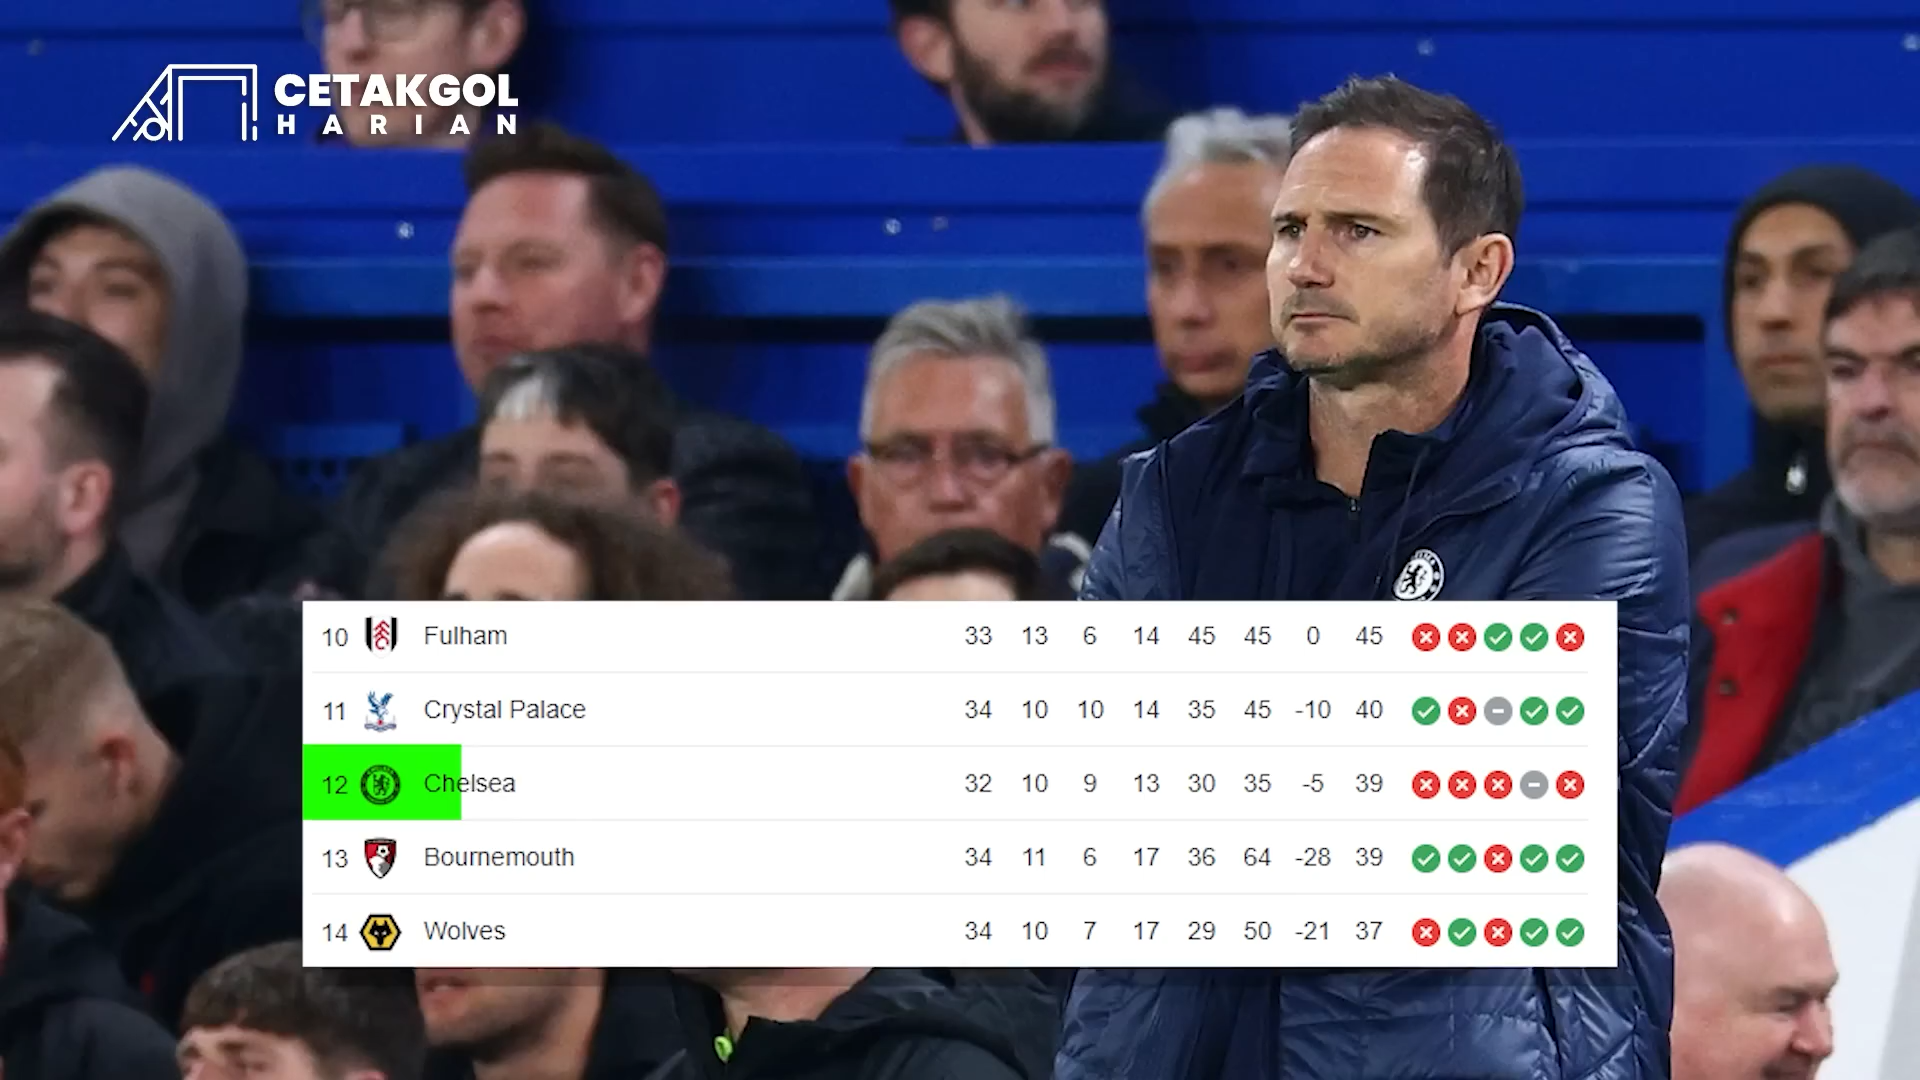 CETAKGOL
HARIAN
10 Fulham 33 13 6 14 45 45 0 45
11 Crystal Palace 34 10 10 14 35 45 -10 40
12 Chelsea 32 10 9 13 30 35 -5 39
13 Bournemouth 34 11 6 17 36 64 -28 39
14 Wolves 34 10 7 17 29 50 -21 37